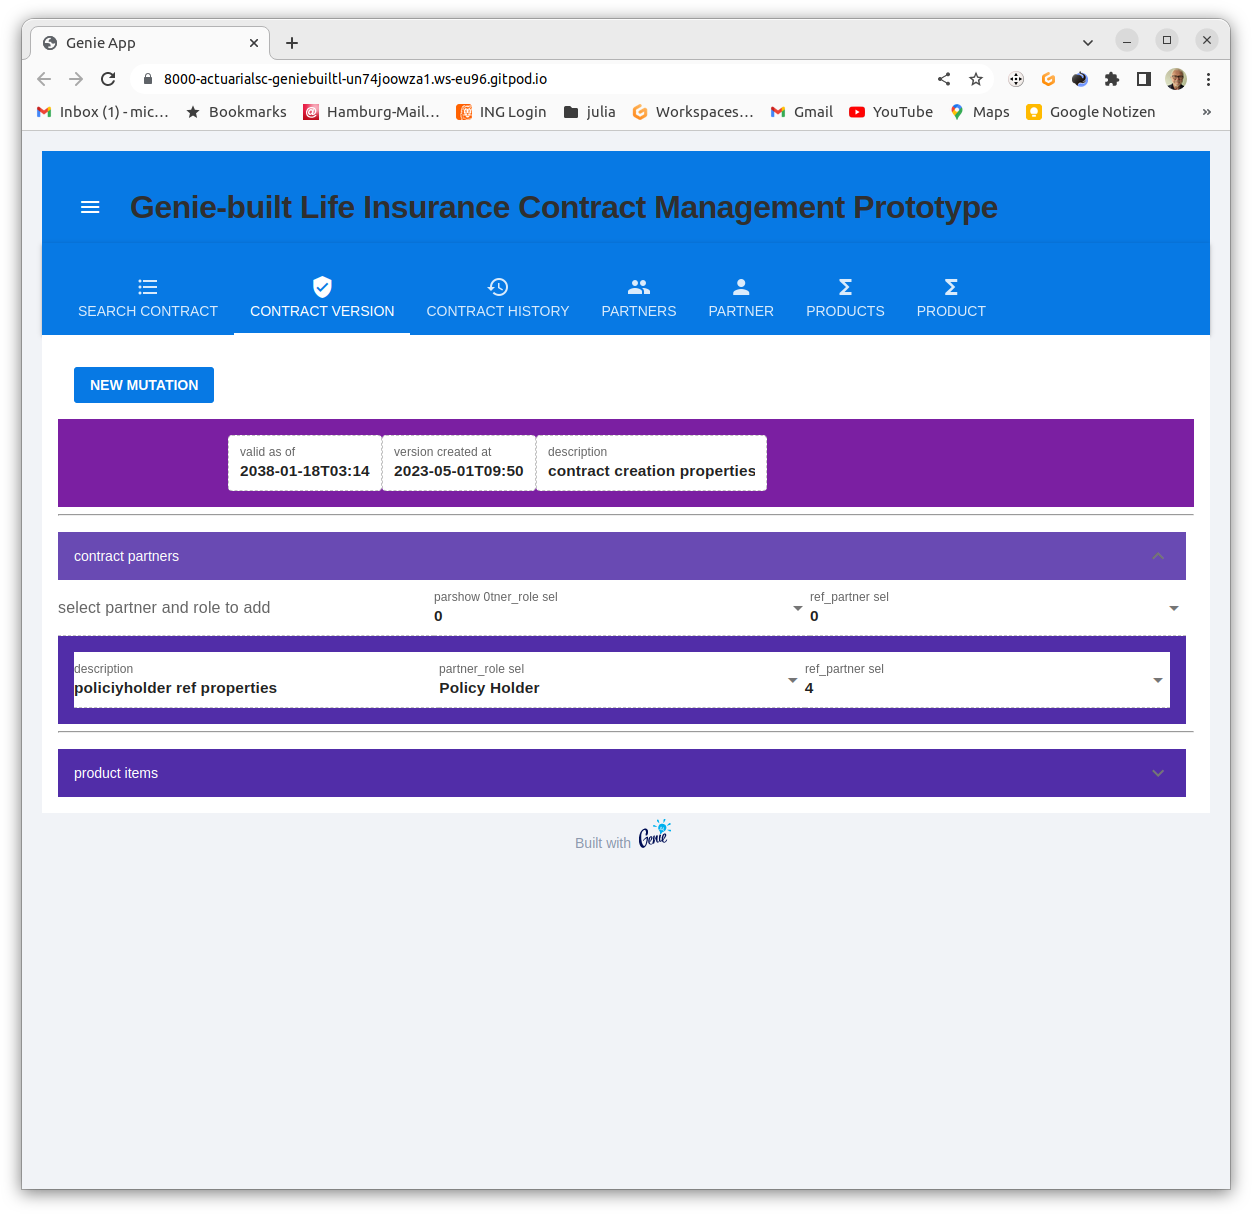 Genie App
8000-actuarialsc-geniebuiltl-un74joowza1.ws-eu96.gitpod.io
Inbox (1) - mic… Bookmarks Hamburg-Mail… ING Login julia Workspaces… Gmail YouTube Maps Google Notizen »
Genie-built Life Insurance Contract Management Prototype
SEARCH CONTRACT CONTRACT VERSION CONTRACT HISTORY PARTNERS PARTNER PRODUCTS PRODUCT
NEW MUTATION
valid as of version created at description
2038-01-18T03:14 2023-05-01T09:50 contract creation properties
contract partners
parshow 0tner_role sel ref_partner sel
select partner and role to add
0 0
description partner_role sel ref_partner sel
policiyholder ref properties Policy Holder 4
product items
Built with Genie